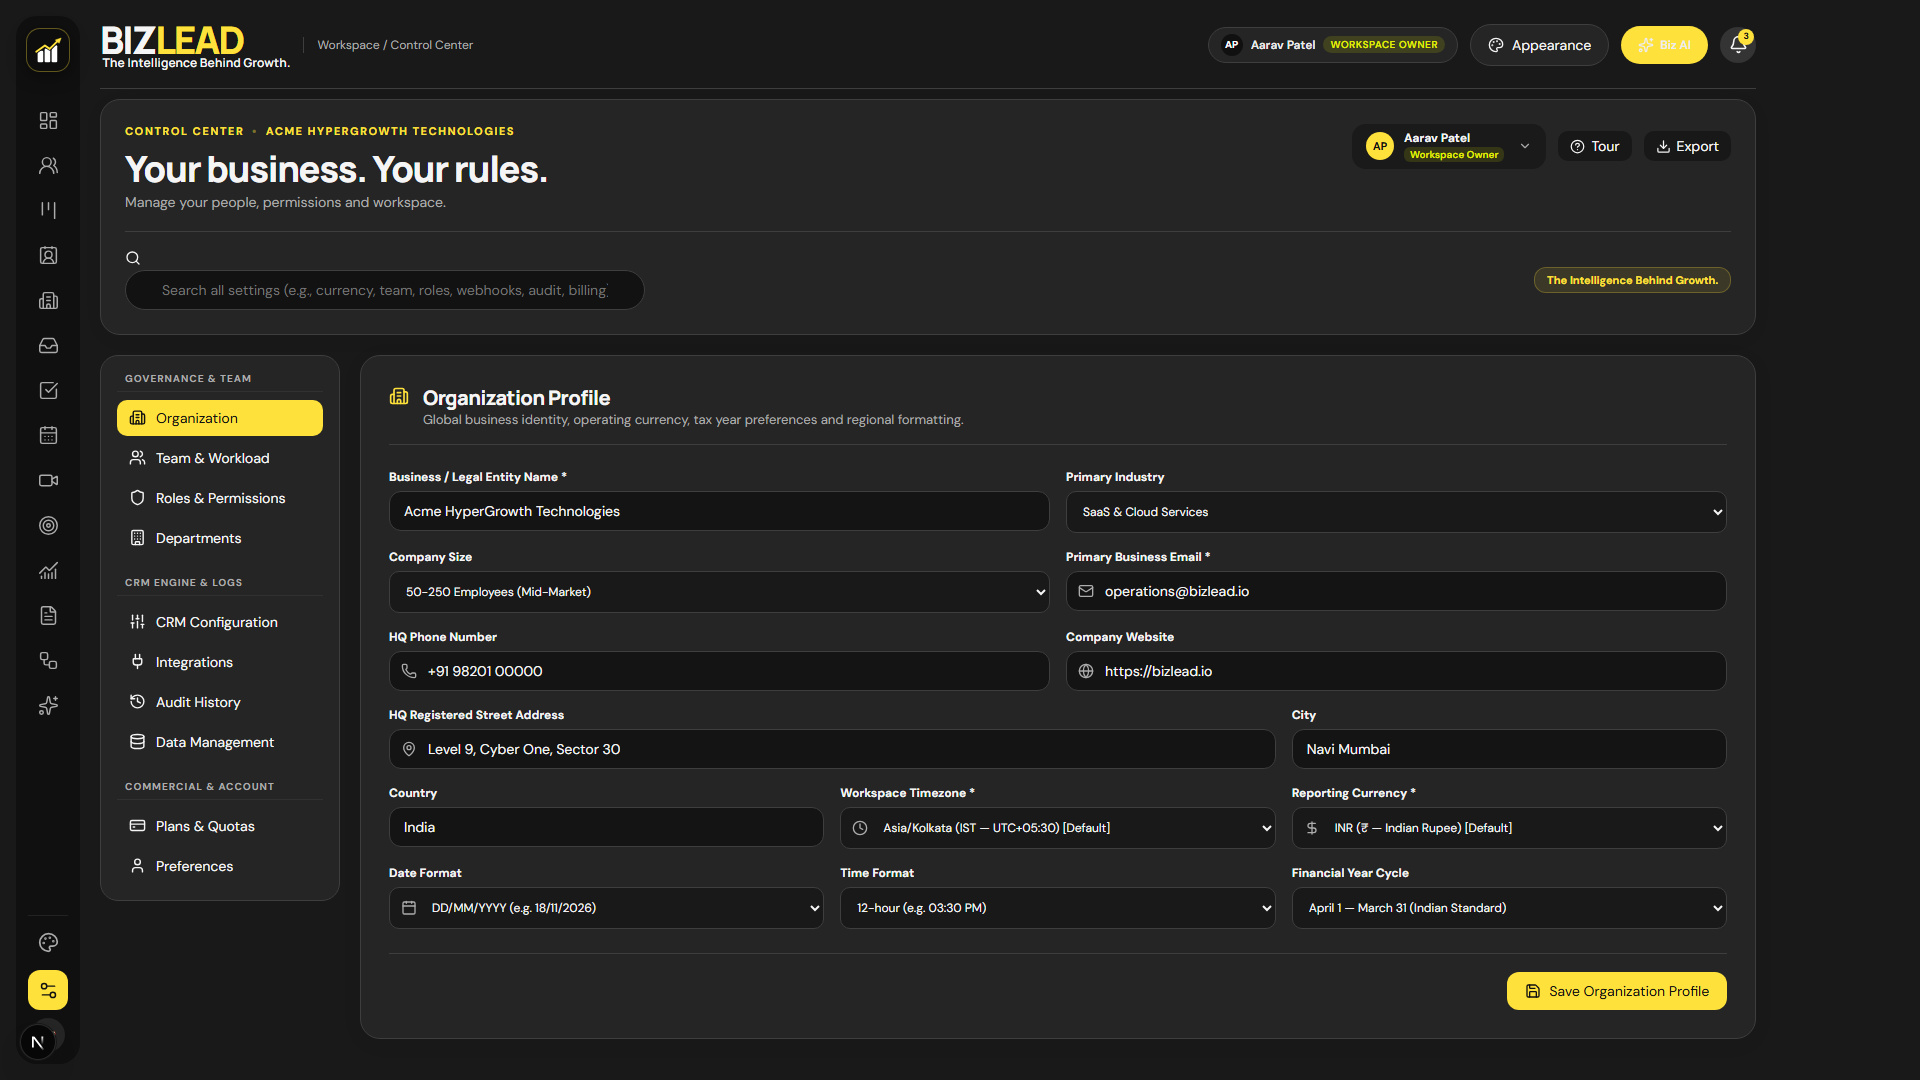 BIZLEAD
The Intelligence Behind Growth.
Workspace / Control Center
AP Aarav Patel WORKSPACE OWNER
Appearance
Biz AI
3
CONTROL CENTER • ACME HYPERGROWTH TECHNOLOGIES
Your business. Your rules.
Manage your people, permissions and workspace.
AP Aarav Patel
Workspace Owner
Tour
Export
Search all settings (e.g., currency, team, roles, webhooks, audit, billing)
The Intelligence Behind Growth.
GOVERNANCE & TEAM
Organization
Team & Workload
Roles & Permissions
Departments
CRM ENGINE & LOGS
CRM Configuration
Integrations
Audit History
Data Management
COMMERCIAL & ACCOUNT
Plans & Quotas
Preferences
Organization Profile
Global business identity, operating currency, tax year preferences and regional formatting.
Business / Legal Entity Name *
Acme HyperGrowth Technologies
Primary Industry
SaaS & Cloud Services
Company Size
50-250 Employees (Mid-Market)
Primary Business Email *
operations@bizlead.io
HQ Phone Number
+91 98201 00000
Company Website
https://bizlead.io
HQ Registered Street Address
Level 9, Cyber One, Sector 30
City
Navi Mumbai
Country
India
Workspace Timezone *
Asia/Kolkata (IST — UTC+05:30) [Default]
Reporting Currency *
INR (₹ — Indian Rupee) [Default]
Date Format
DD/MM/YYYY (e.g. 18/11/2026)
Time Format
12-hour (e.g. 03:30 PM)
Financial Year Cycle
April 1 — March 31 (Indian Standard)
Save Organization Profile
N